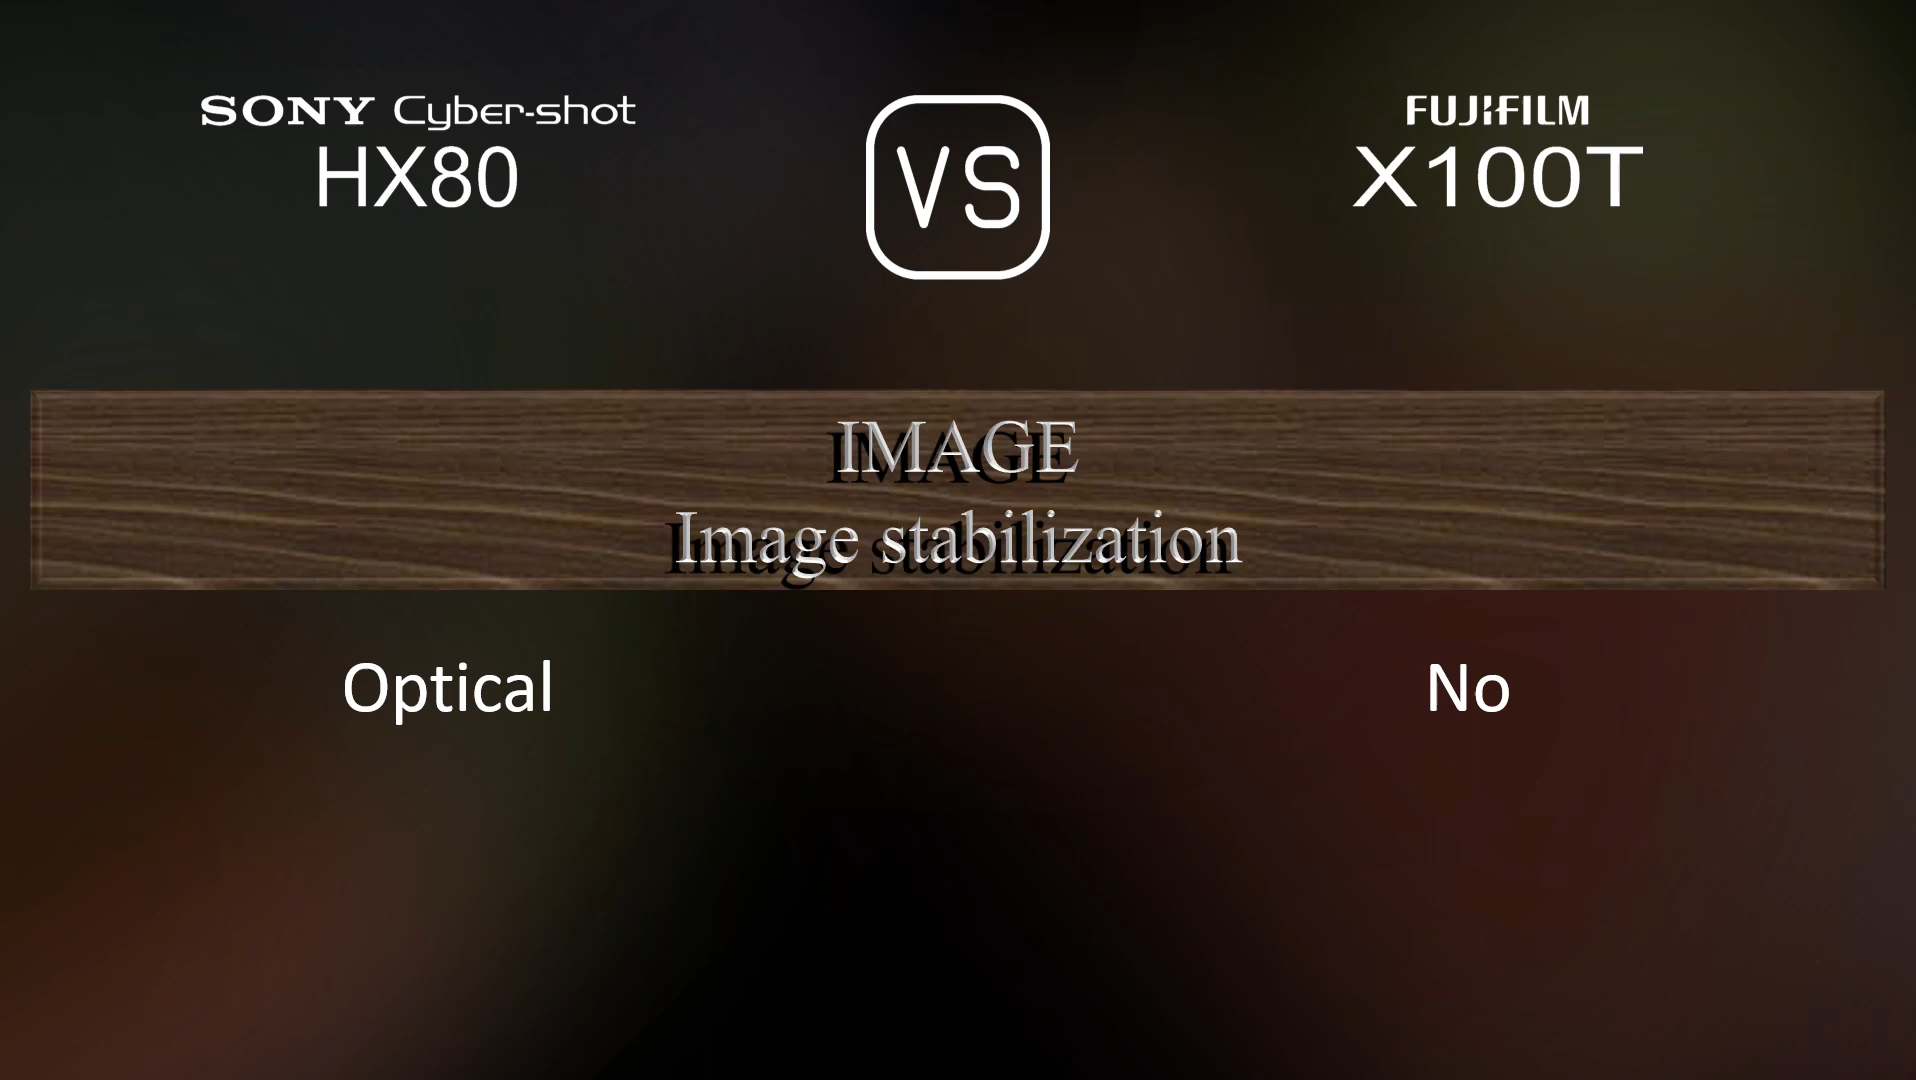 SONY Cyber-shot
HX80
VS
FUJIFILM
X100T
IMAGE
Image stabilization
Optical
No